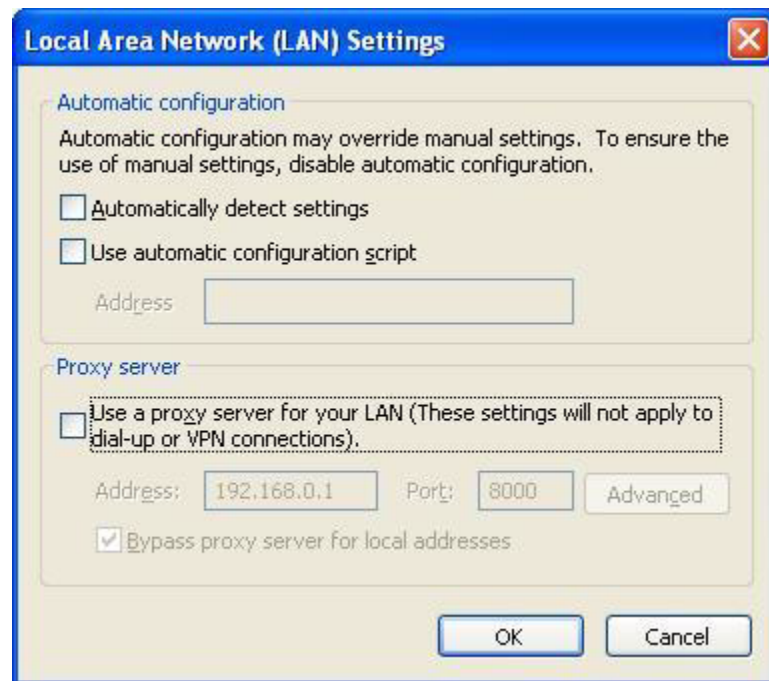 Local Area Network (LAN) Settings
Automatic configuration
Automatic configuration may override manual settings. To ensure the
use of manual settings, disable automatic configuration.
Automatically detect settings
Use automatic configuration script
Address
Proxy server
Use a proxy server for your LAN (These settings will not apply to
dial-up or VPN connections).
Address: 192.168.0.1 Port: 8000 Advanced
Bypass proxy server for local addresses
OK Cancel